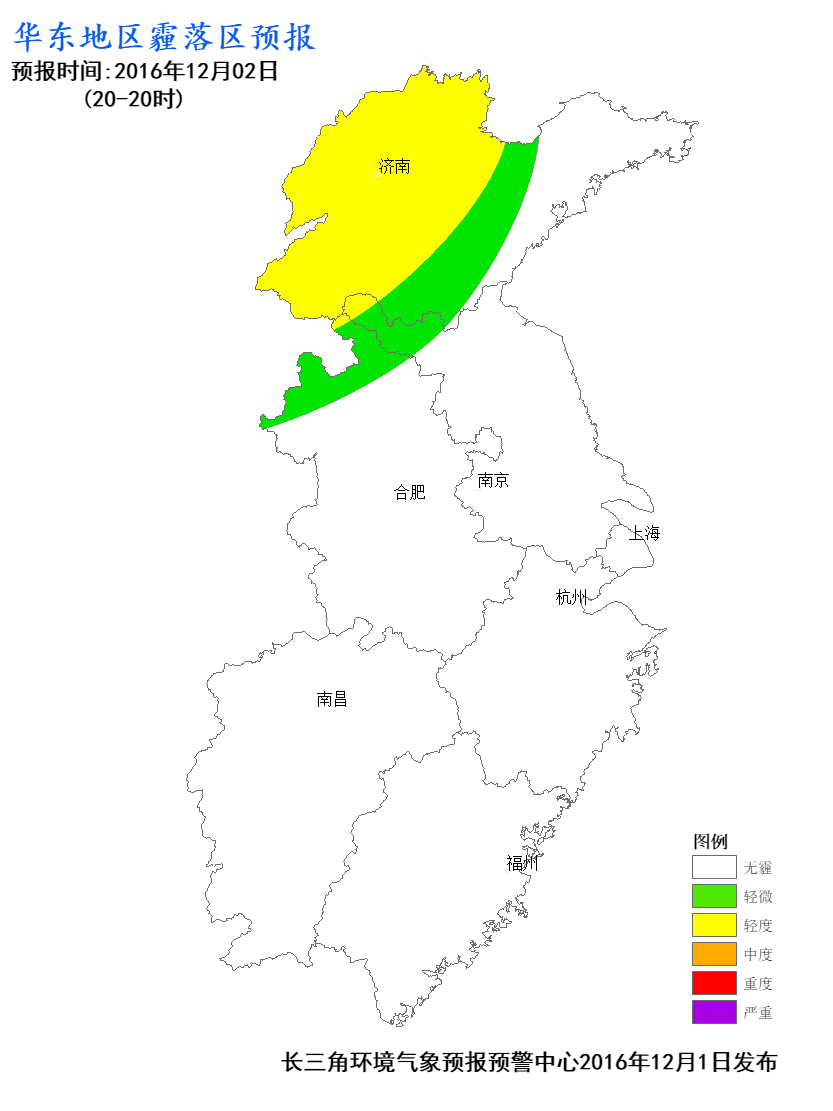 华东地区霾落区预报
预报时间:2016年12月02日
(20-20时)
济南
合肥
南京
上海
杭州
南昌
福州
图例
无霾
轻微
轻度
中度
重度
严重
长三角环境气象预报预警中心2016年12月1日发布